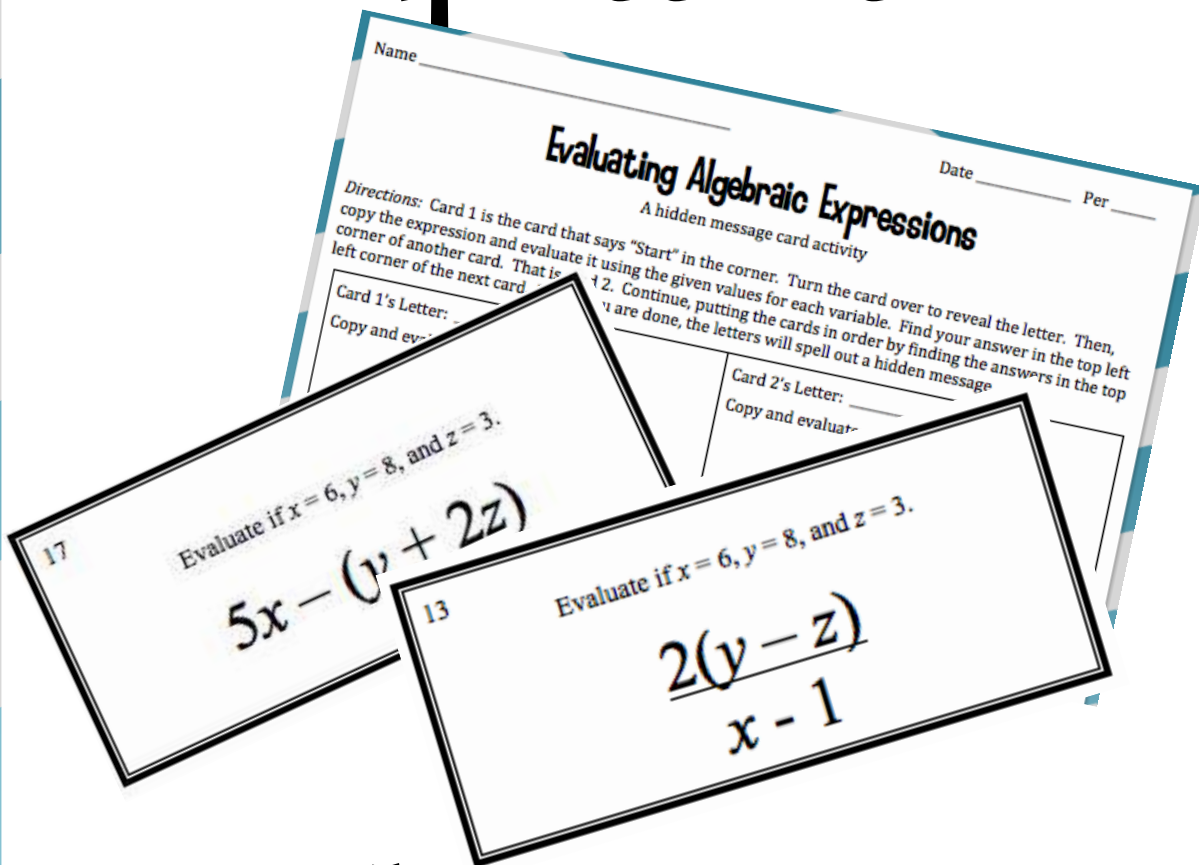 Name
Date Per
Evaluating Algebraic Expressions
A hidden message card activity
Directions: Card 1 is the card that says “Start” in the corner. Turn the card over to reveal the letter. Then,
copy the expression and evaluate it using the given values for each variable. Find your answer in the top left
corner of another card. That is 2. Continue, putting the cards in order by finding the answers in the top
left corner of the next card are done, the letters will spell out a hidden message
Card 1’s Letter:
Copy and
Card 2’s Letter:
Copy and
17
Evaluate if x = 6, y = 8, and z = 3.
5x – (y + 2z)
13
Evaluate if x = 6, y = 8, and z = 3.
2(y – z)
x - 1